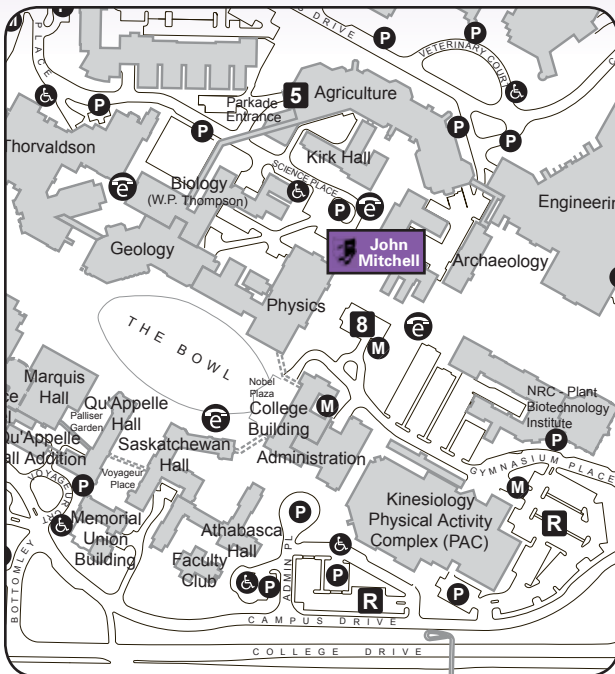 M
PLACE
S DRIVE
P
P
VETERINARY COURT
P
P
P
P
5
Parkade
Entrance
Agriculture
Thorvaldson
Kirk Hall
SCIENCE PLACE
Biology
(W.P. Thompson)
e
P
e
Engineerin
Geology
John
Mitchell
Archaeology
Physics
THE BOWL
8
M
e
Marquis
Hall
Qu'Appelle
Hall
Palliser
Garden
Nobel
Plaza
College
Building
M
e
NRC - Plant
Biotechnology
Institute
P
Qu'Appelle
all Addition
Saskatchewan
Hall
Voyageur
Place
Administration
GYMNASIUM PLACE
M
VOYAGEUR CRT
P
Memorial
Union
Building
Athabasca
Hall
Faculty
Club
P
Kinesiology
Physical Activity
Complex (PAC)
R
BOTTOMLEY
P
ADMIN PL
P
R
P
CAMPUS DRIVE
COLLEGE DRIVE